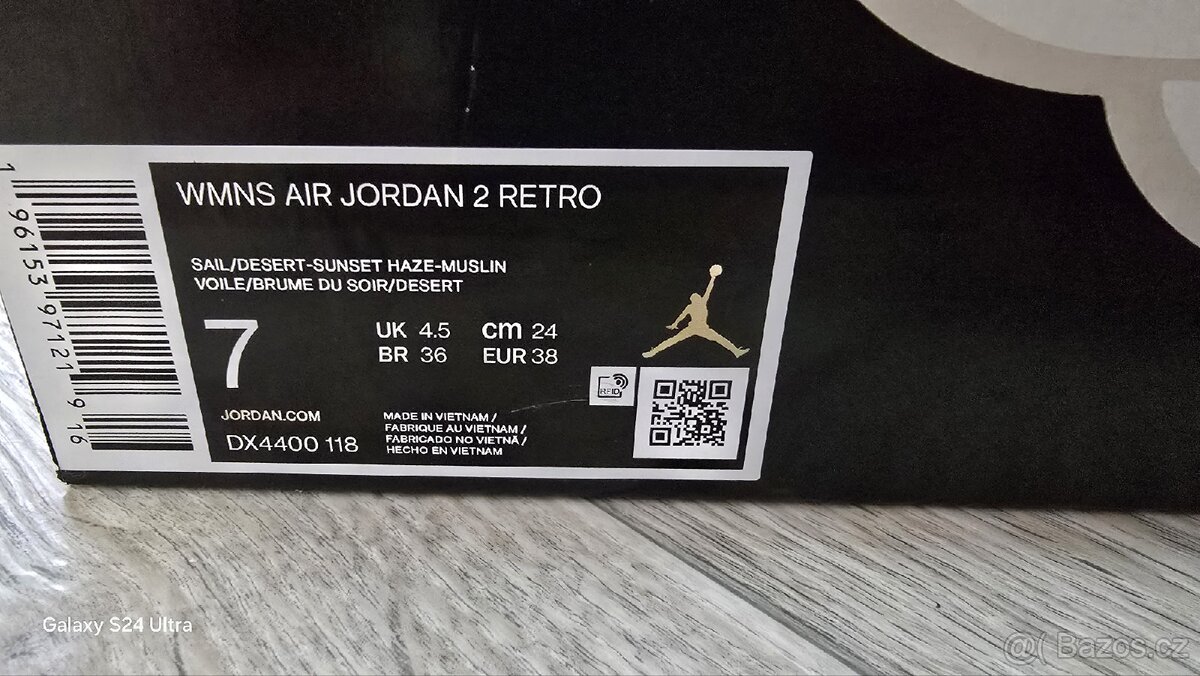 WMNS AIR JORDAN 2 RETRO
SAIL/DESERT-SUNSET HAZE-MUSLIN
VOILE/BRUME DU SOIR/DESERT
7
UK 4.5 cm 24
BR 36 EUR 38
RFID
JORDAN.COM
DX4400 118
MADE IN VIETNAM /
FABRIQUE AU VIETNAM /
FABRICADO NO VIETNÃ /
HECHO EN VIETNAM
1 96153 97121 9 16
Galaxy S24 Ultra
@( Bazos.cz